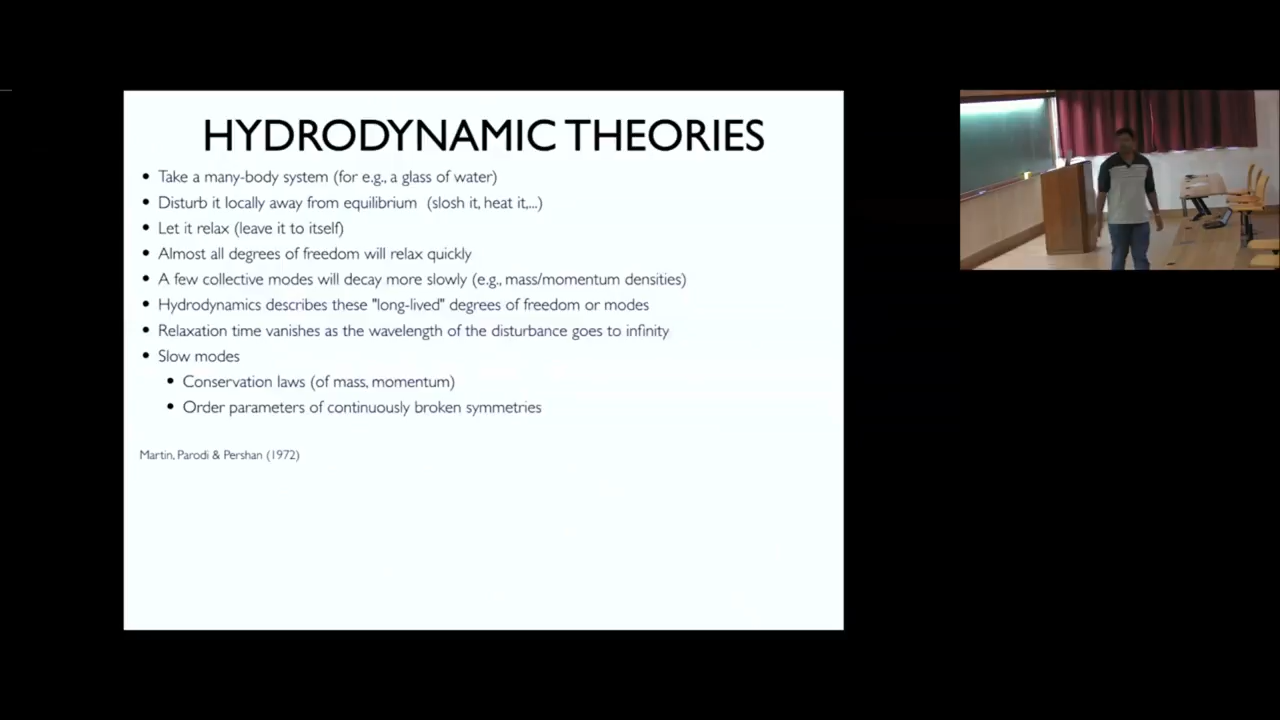 HYDRODYNAMIC THEORIES
• Take a many-body system (for e.g., a glass of water)
• Disturb it locally away from equilibrium (slosh it, heat it,...)
• Let it relax (leave it to itself)
• Almost all degrees of freedom will relax quickly
• A few collective modes will decay more slowly (e.g., mass/momentum densities)
• Hydrodynamics describes these "long-lived" degrees of freedom or modes
• Relaxation time vanishes as the wavelength of the disturbance goes to infinity
• Slow modes
• Conservation laws (of mass, momentum)
• Order parameters of continuously broken symmetries
Martin, Parodi & Pershan (1972)